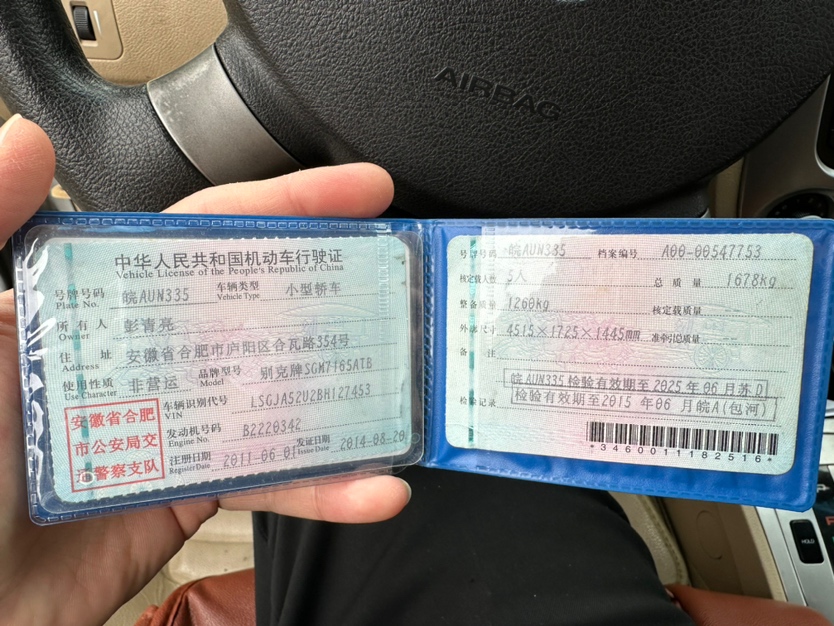 AIRBAG
中华人民共和国机动车行驶证
Vehicle License of the People's Republic of China
号牌号码 皖AUN335 车辆类型 小型轿车
Plate No. Vehicle Type
所有人 彭青亮
Owner
住址 安徽省合肥市庐阳区合瓦路354号
Address
使用性质 非营运 品牌型号 别克牌SGM7165ATB
Use Character Model
安徽省合肥
市公安局交
通警察支队
车辆识别代号 LSGJA52U2BH127453
VIN
发动机号码 B2220342
Engine No.
注册日期 2011-06-01 发证日期 2014-08-20
Register Date Issue Date
号牌号码 皖AUN335 档案编号 A00-00547753
核定载人数 5人 总质量 1678kg
整备质量 1260kg 核定载质量
外廓尺寸 4515×1725×1445mm 准牵引总质量
备注
皖AUN335检验有效期至2025年06月苏D
检验记录 检验有效期至2015年06月皖A(包河)
*3460011182516*
HOLD